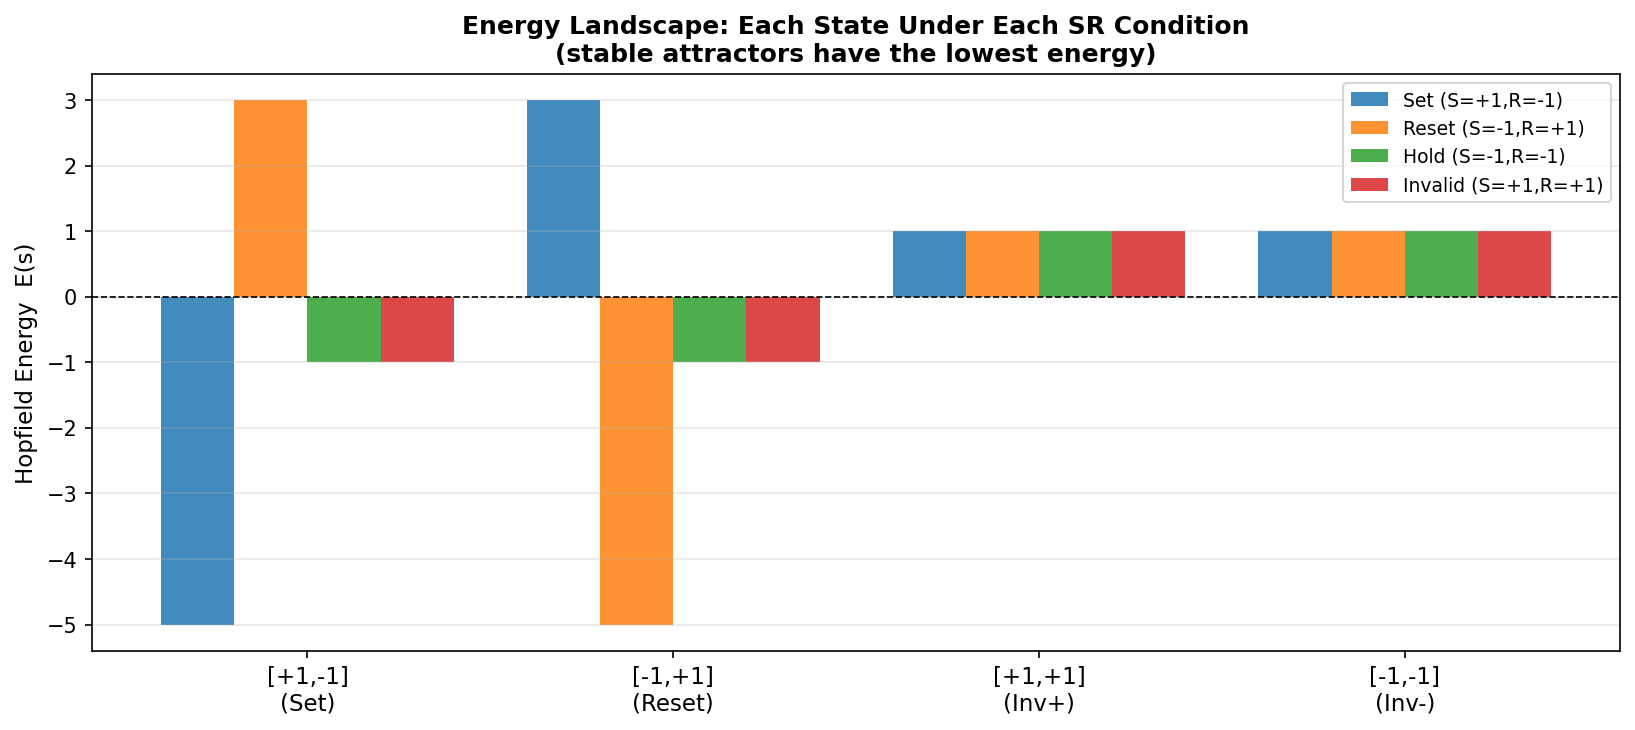 Energy Landscape: Each State Under Each SR Condition
(stable attractors have the lowest energy)
Set (S=+1,R=-1)
Reset (S=-1,R=+1)
Hold (S=-1,R=-1)
Invalid (S=+1,R=+1)
Hopfield Energy  E(s)
3
2
1
0
−1
−2
−3
−4
−5
[+1,-1]
(Set)
[-1,+1]
(Reset)
[+1,+1]
(Inv+)
[-1,-1]
(Inv-)